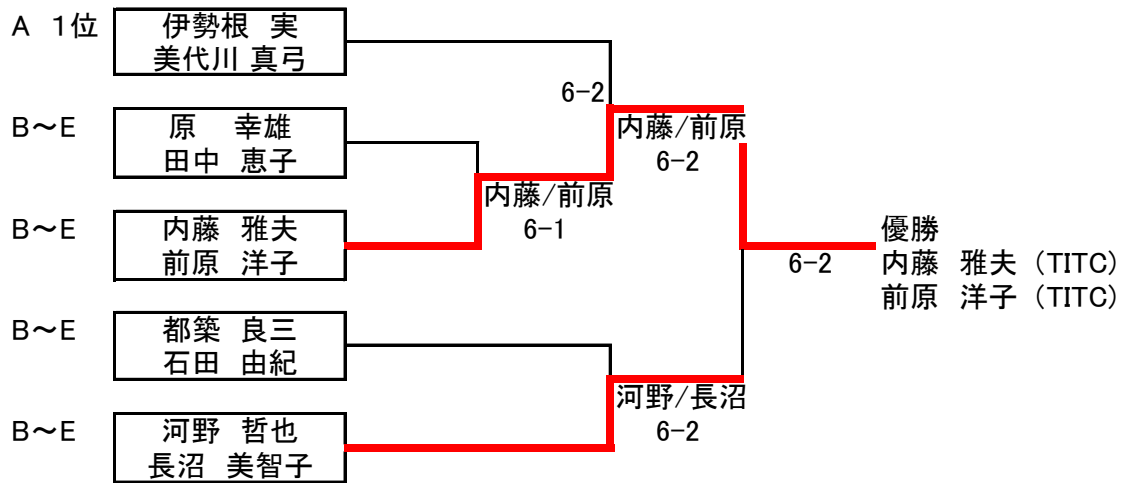 A 1位
伊勢根 実
美代川 真弓
6-2
B～E
原 幸雄
田中 恵子
内藤/前原
6-2
内藤/前原
6-1
B～E
内藤 雅夫
前原 洋子
6-2
優勝
内藤 雅夫 (TITC)
前原 洋子 (TITC)
B～E
都築 良三
石田 由紀
河野/長沼
6-2
B～E
河野 哲也
長沼 美智子